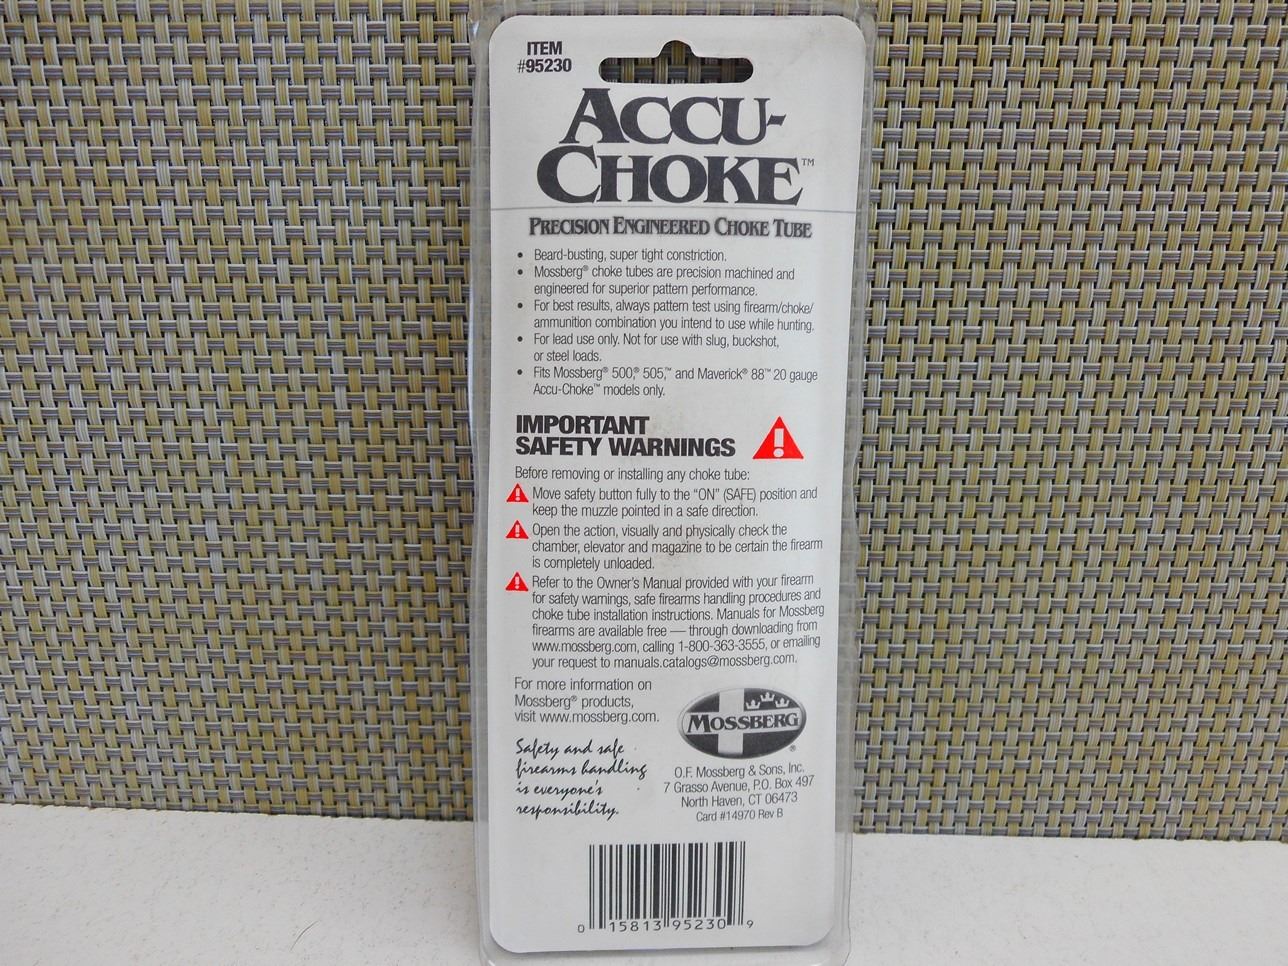 ITEM
#95230
ACCU-
CHOKE™
PRECISION ENGINEERED CHOKE TUBE
• Beard-busting, super tight constriction.
• Mossberg® choke tubes are precision machined and
engineered for superior pattern performance.
• For best results, always pattern test using firearm/choke/
ammunition combination you intend to use while hunting.
• For lead use only. Not for use with slug, buckshot,
or steel loads.
• Fits Mossberg® 500,® 505,™ and Maverick® 88™ 20 gauge
Accu-Choke™ models only.
IMPORTANT
SAFETY WARNINGS
Before removing or installing any choke tube:
Move safety button fully to the “ON” (SAFE) position and
keep the muzzle pointed in a safe direction.
Open the action, visually and physically check the
chamber, elevator and magazine to be certain the firearm
is completely unloaded.
Refer to the Owner's Manual provided with your firearm
for safety warnings, safe firearms handling procedures and
choke tube installation instructions. Manuals for Mossberg
firearms are available free — through downloading from
www.mossberg.com, calling 1-800-363-3555, or emailing
your request to manuals.catalogs@mossberg.com.
For more information on
Mossberg® products,
visit www.mossberg.com.
Safety and safe
firearms handling
is everyone's
responsibility.
MOSSBERG®
O.F. Mossberg & Sons, Inc.
7 Grasso Avenue, P.O. Box 497
North Haven, CT 06473
Card #14970 Rev B
0 15813 95230 9